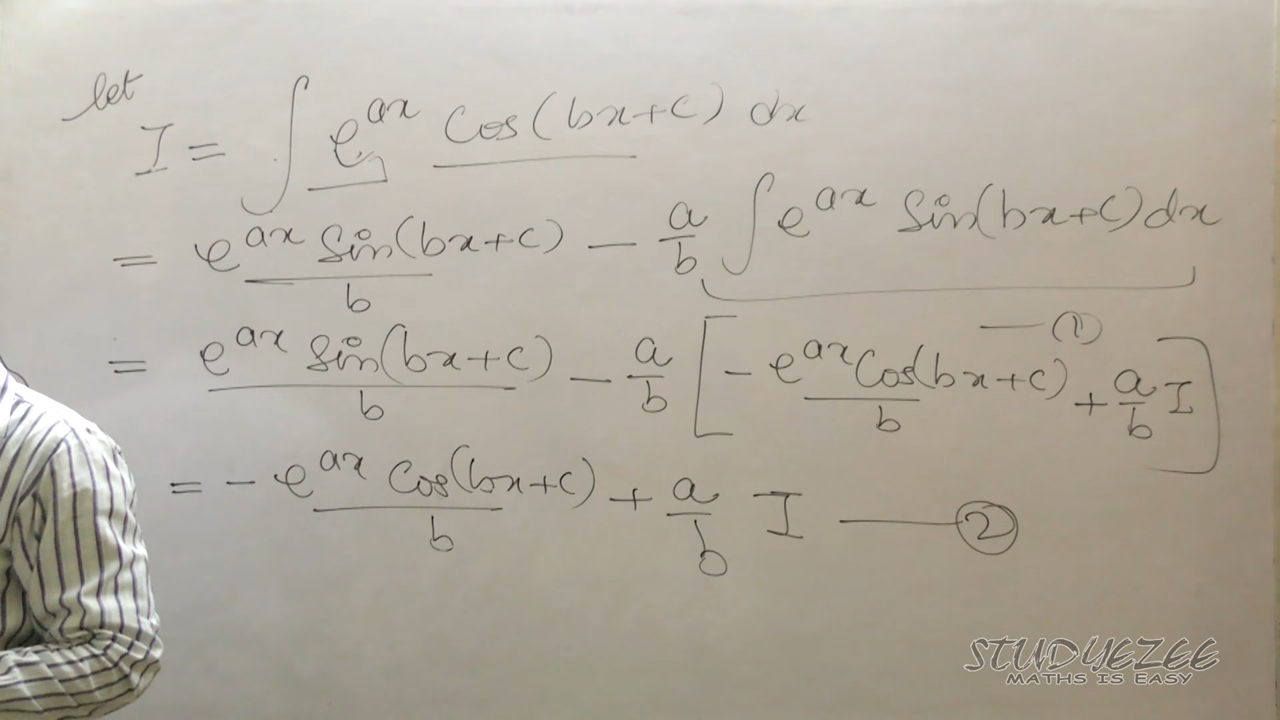 let
I = ∫ e^{ax} Cos(bx+c) dx
= e^{ax} Sin(bx+c)/b − a/b ∫ e^{ax} Sin(bx+c) dx
— (1)
= e^{ax} Sin(bx+c)/b − a/b [ − e^{ax} Cos(bx+c)/b + a/b I ]
= − e^{ax} Cos(bx+c)/b + a/b I — ②
STUDYEZEE
MATHS IS EASY